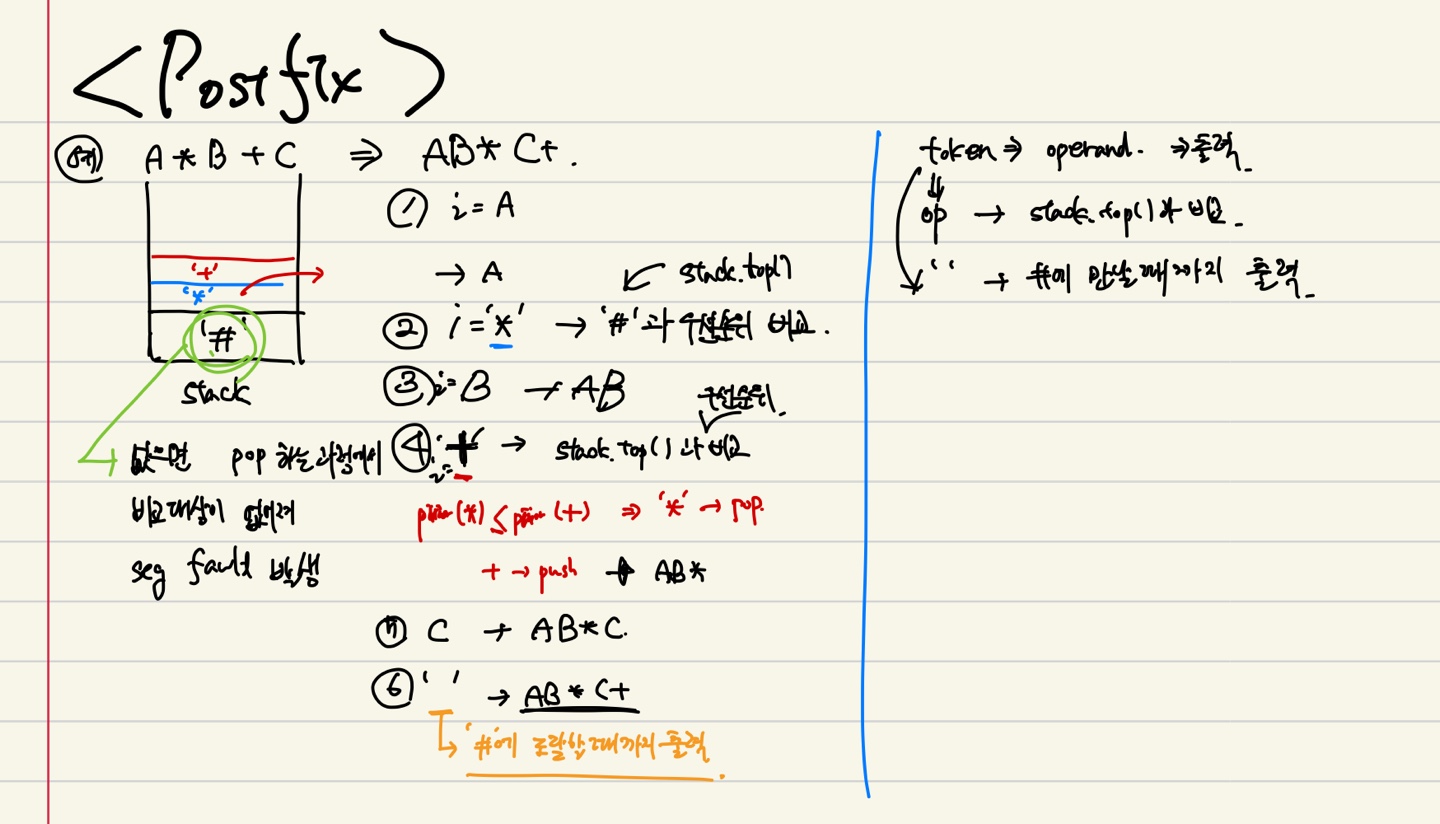 <Postfix>
예) A * B + C ⇒ AB* C+.
① i = A
→ A
↙ stack.top()
② i = '*' → '#'과 우선순위 비교.
③ i= B → AB
우선순위.
④ i= '+' → stack.top()과 비교
(*) ≤ (+) ⇒ '*' → pop.
+ → push → AB*
⑤ C → AB*C.
⑥ ' ' → AB * C+
'#'에 도달할 때까지 출력.
'+'
'*'
'#'
stack
없으면 pop 하는 과정에서
비교대상이 없어져
seg fault 발생
token ⇒ operand. ⇒ 출력.
op → stack.top()과 비교.
' ' → #에 만날 때까지 출력.